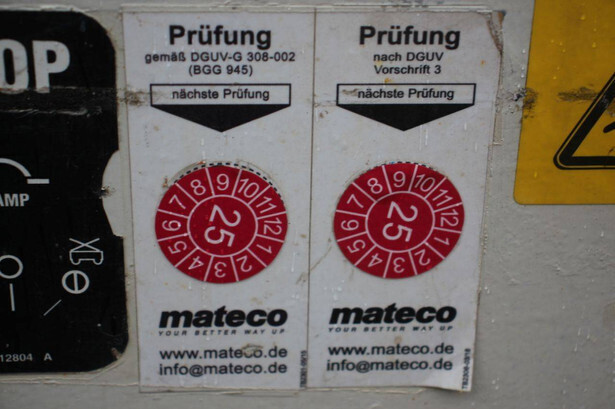 OP
AMP
12804 A
Prüfung
gemäß DGUV-G 308-002
(BGG 945)
nächste Prüfung
1 2 3 4 5 6 7 8 9 10 11 12
25
mateco
YOUR BETTER WAY UP
www.mateco.de
info@mateco.de
Prüfung
nach DGUV
Vorschrift 3
nächste Prüfung
1 2 3 4 5 6 7 8 9 10 11 12
25
mateco
YOUR BETTER WAY UP
www.mateco.de
info@mateco.de